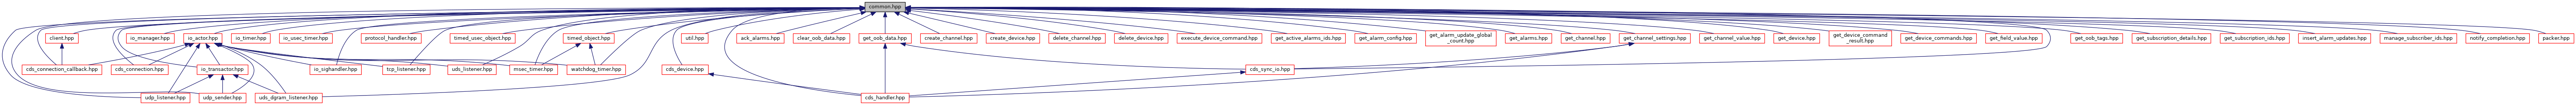 common.hpp
client.hpp
io_manager.hpp
io_actor.hpp
io_timer.hpp
io_usec_timer.hpp
protocol_handler.hpp
timed_usec_object.hpp
timed_object.hpp
util.hpp
ack_alarms.hpp
clear_oob_data.hpp
get_oob_data.hpp
create_channel.hpp
create_device.hpp
delete_channel.hpp
delete_device.hpp
execute_device_command.hpp
get_active_alarms_ids.hpp
get_alarm_config.hpp
get_alarm_update_global
_count.hpp
get_alarms.hpp
get_channel.hpp
get_channel_settings.hpp
get_channel_value.hpp
get_device.hpp
get_device_command
_result.hpp
get_device_commands.hpp
get_field_value.hpp
get_oob_tags.hpp
get_subscription_details.hpp
get_subscription_ids.hpp
insert_alarm_updates.hpp
manage_subscriber_ids.hpp
notify_completion.hpp
packer.hpp
cds_connection_callback.hpp
cds_connection.hpp
io_transactor.hpp
io_sighandler.hpp
tcp_listener.hpp
uds_listener.hpp
msec_timer.hpp
watchdog_timer.hpp
cds_device.hpp
cds_sync_io.hpp
udp_listener.hpp
udp_sender.hpp
uds_dgram_listener.hpp
cds_handler.hpp